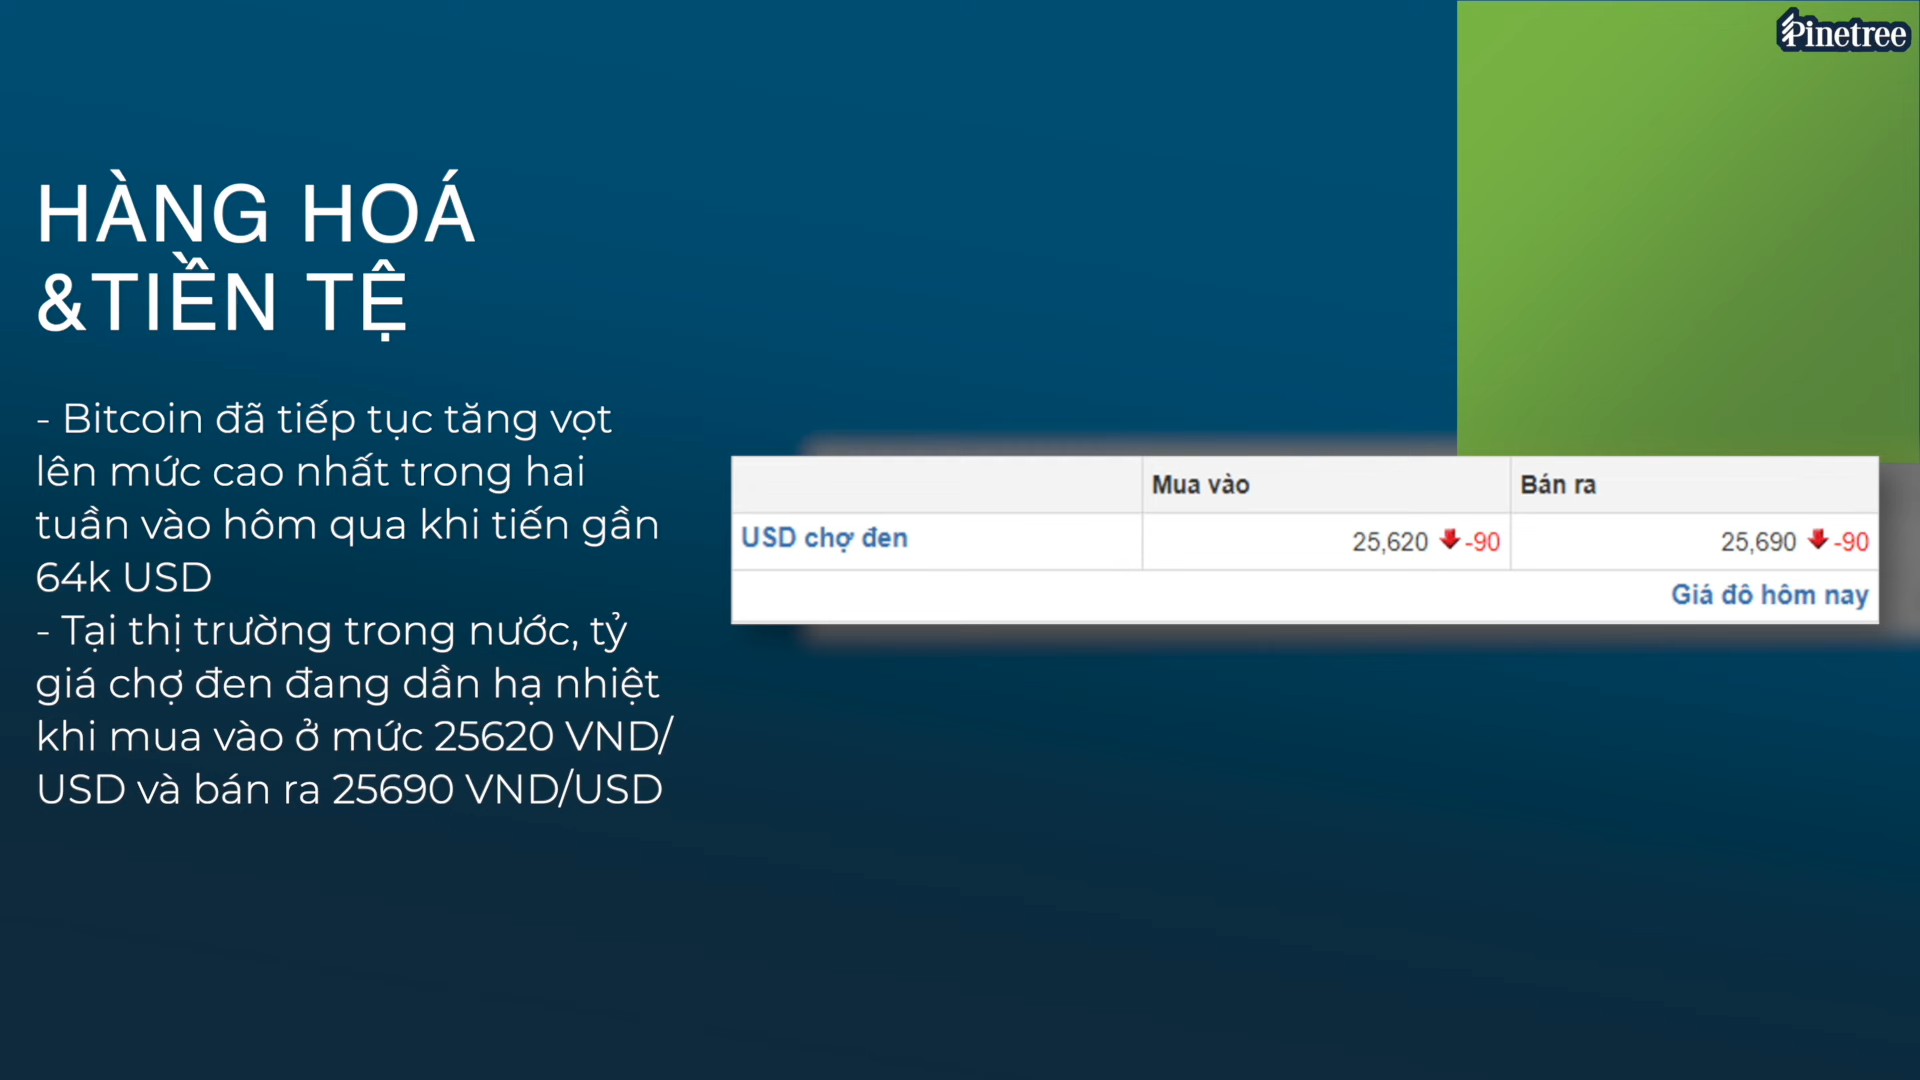 Pinetree
HÀNG HOÁ
&TIỀN TỆ
- Bitcoin đã tiếp tục tăng vọt
lên mức cao nhất trong hai
tuần vào hôm qua khi tiến gần
64k USD
- Tại thị trường trong nước, tỷ
giá chợ đen đang dần hạ nhiệt
khi mua vào ở mức 25620 VND/
USD và bán ra 25690 VND/USD
Mua vào Bán ra
USD chợ đen 25,620 -90 25,690 -90
Giá đô hôm nay